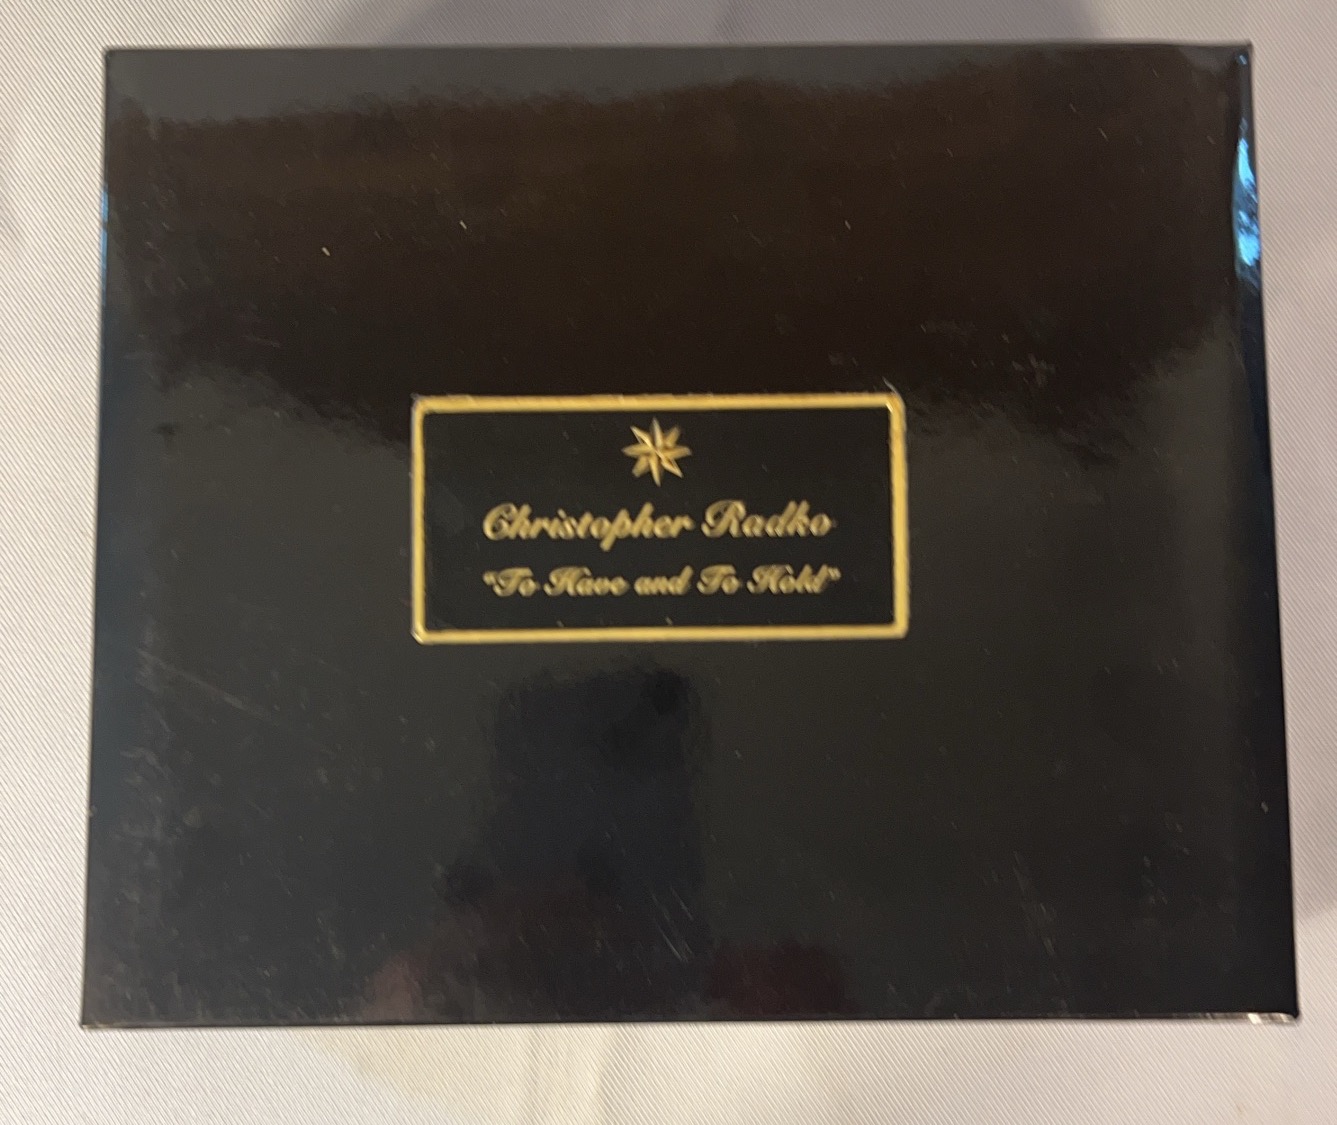 Christopher Radko
"To Have and To Hold"